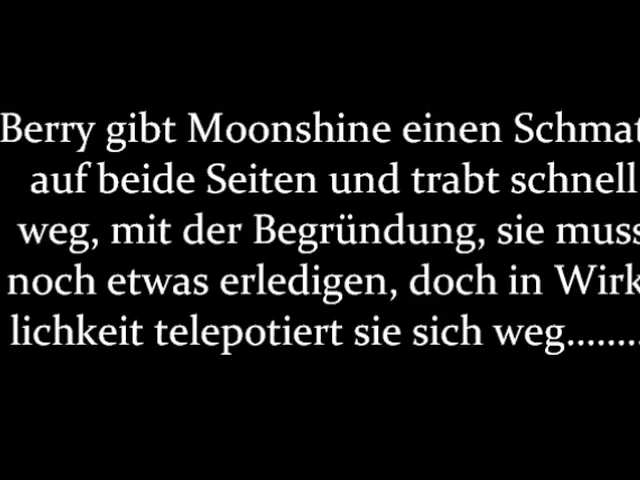 Berry gibt Moonshine einen Schmat
auf beide Seiten und trabt schnell
weg, mit der Begründung, sie muss
noch etwas erledigen, doch in Wirk
lichkeit telepotiert sie sich weg.........